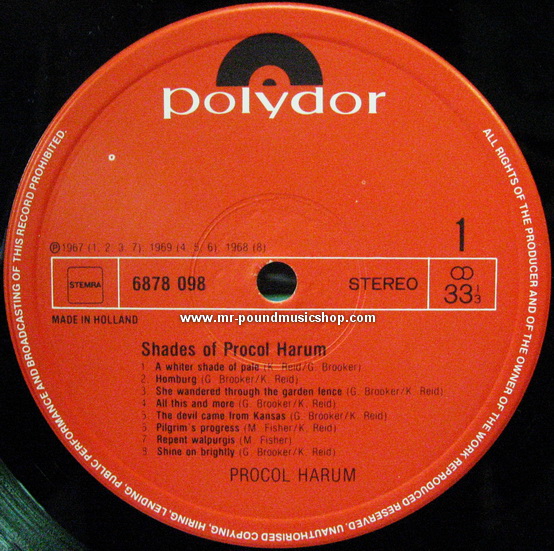 polydor
ALL RIGHTS OF THE PRODUCER AND OF THE OWNER OF THE WORK REPRODUCED RESERVED. UNAUTHORISED COPYING, HIRING, LENDING, PUBLIC PERFORMANCE AND BROADCASTING OF THIS RECORD PROHIBITED.
Ⓟ 1967 (1, 2, 3, 7); 1969 (4, 5, 6); 1968 (8)
1
STEMRA
6878 098
STEREO
33 1/3
MADE IN HOLLAND
www.mr-poundmusicshop.com
Shades of Procol Harum
1 A whiter shade of pale (K. Reid/G. Brooker)
2 Homburg (G. Brooker/K. Reid)
3 She wandered through the garden fence (G. Brooker/K. Reid)
4 All this and more (G. Brooker/K. Reid)
5 The devil came from Kansas (G. Brooker/K. Reid)
6 Pilgrim's progress (M. Fisher/K. Reid)
7 Repent walpurgis (M. Fisher)
8 Shine on brightly (G. Brooker/K. Reid)
PROCOL HARUM